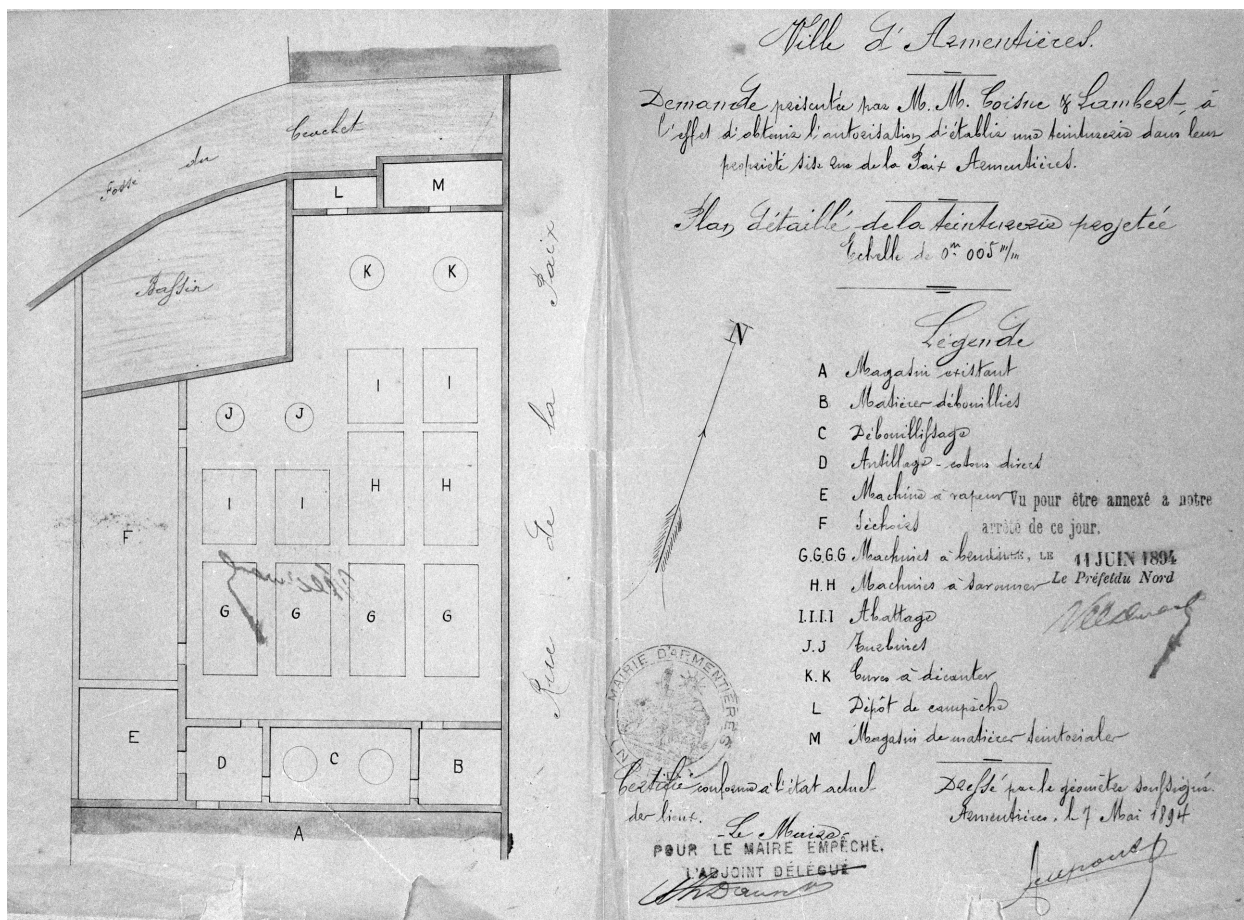 Fossé
du
Crachet
L
M
K
K
Bassin
I
I
J
J
H
H
I
I
F
G
G
G
G
E
D
C
B
A
Rue de la Paix
Ville d'Armentières.
Demande présentée par M. M. Coisne & Lambert, à
l'effet d'obtenir l'autorisation d'établir une teinturerie dans leur
propriété sise rue de la Paix Armentières.
Plan détaillé de la teinturerie projetée
Echelle de 0m 005 m/m
N
Légende
A Magasin existant
B Matières débouillies
C Débouillissage
D cotons divers
E Machine à vapeur
F Séchoirs
G.G.G.G Machines à
H.H Machines à savonner
I.I.I.I Abattage
J.J Turbines
K.K Cuves à décanter
L Dépôt de campêche
M Magasin de matières tinctoriales
Vu pour être annexé a notre
arrêté de ce jour.
LE 11 JUIN 1894
Le Préfet du Nord
MAIRIE D'ARMENTIÈRES
Certifié conforme à l'état actuel
des lieux.
Le Maire
POUR LE MAIRE EMPÊCHÉ.
L'ADJOINT DÉLÉGUÉ
Dressé par le géomètre soussigné.
Armentières, l. 7 Mai 1894